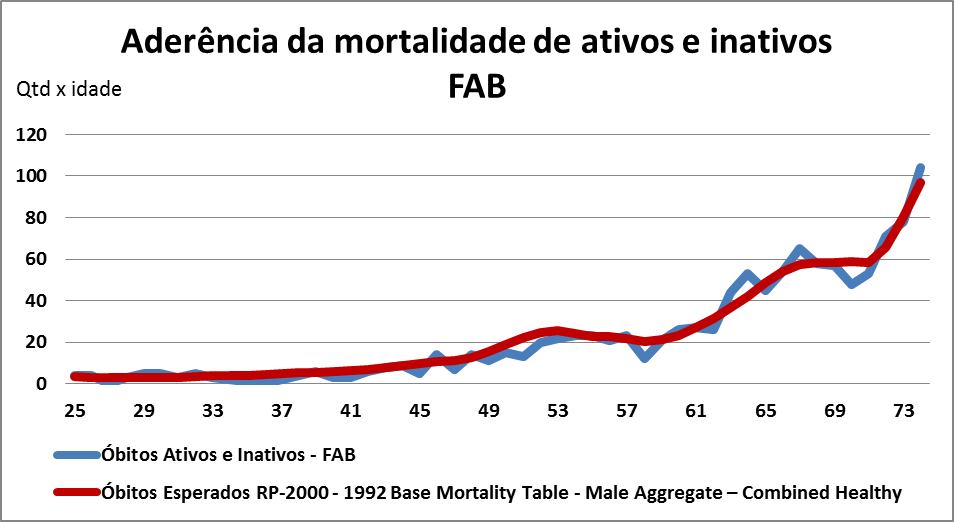 Aderência da mortalidade de ativos e inativos
FAB
Qtd x idade
120
100
80
60
40
20
0
25 29 33 37 41 45 49 53 57 61 65 69 73
Óbitos Ativos e Inativos - FAB
Óbitos Esperados RP-2000 - 1992 Base Mortality Table - Male Aggregate – Combined Healthy